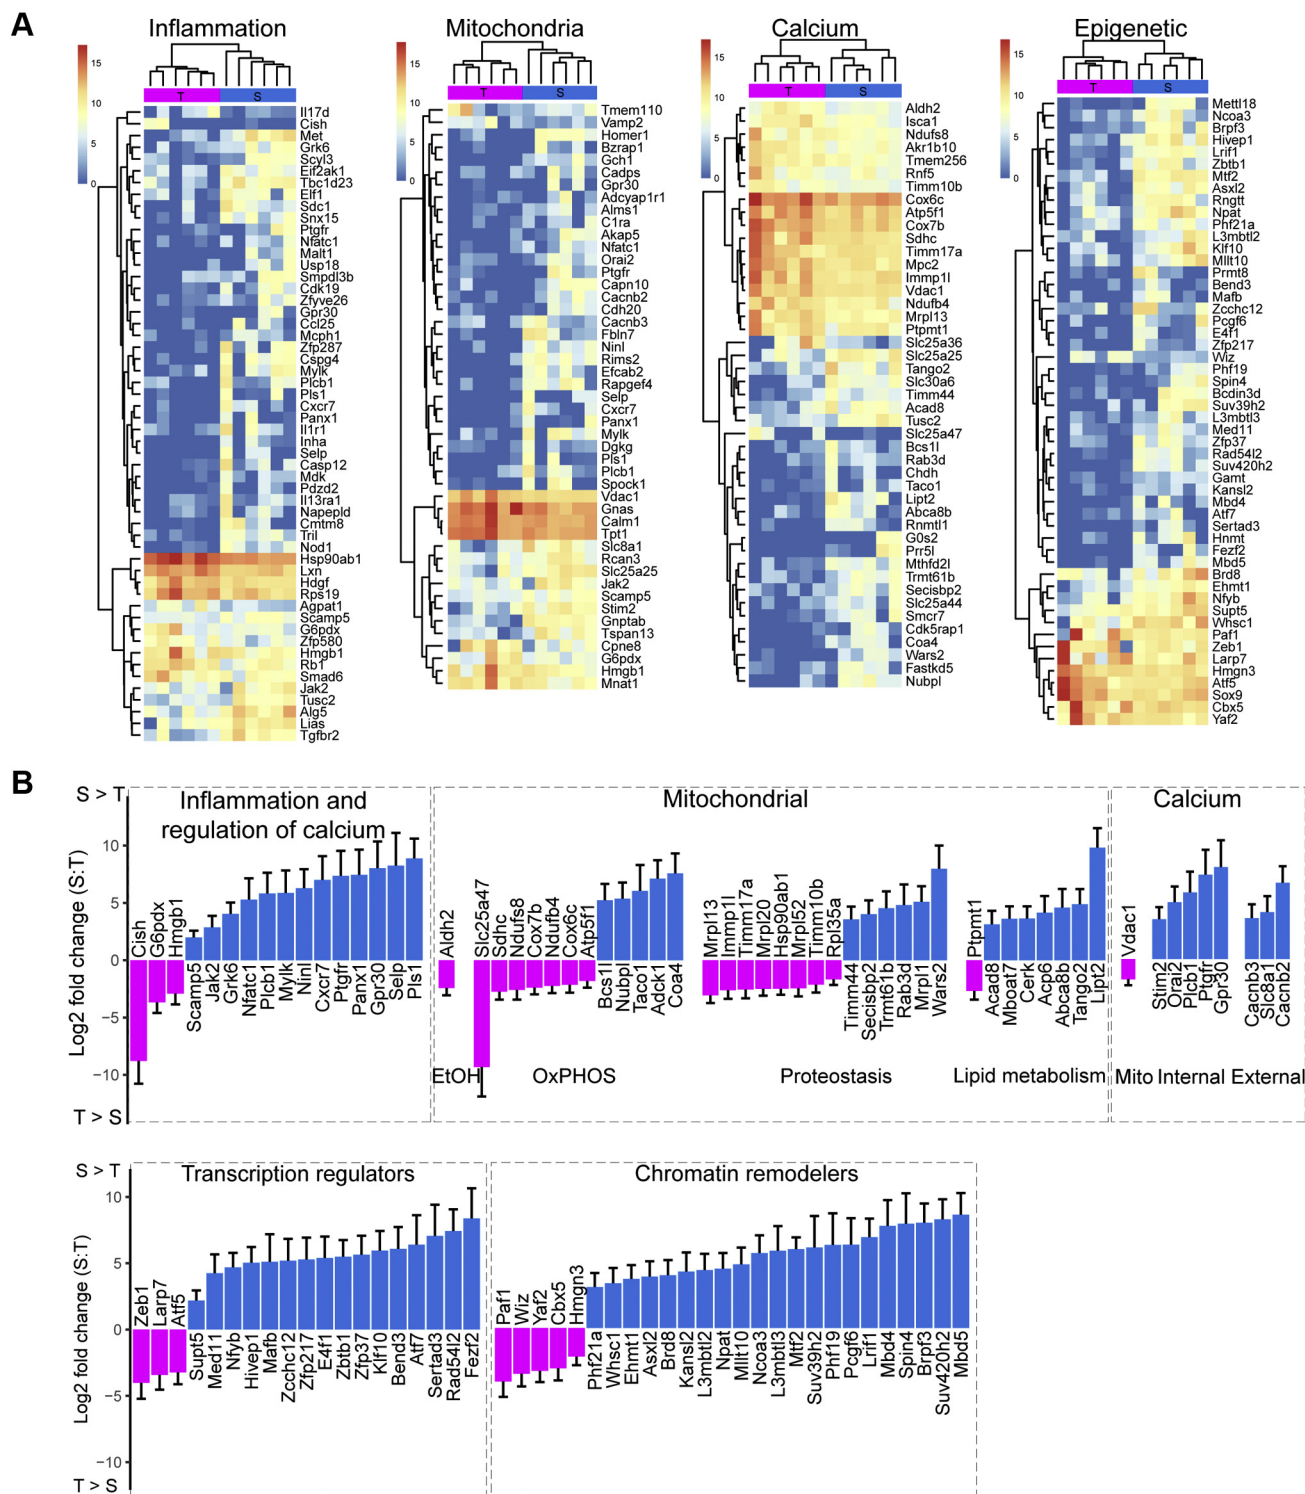 A
Inflammation
15
10
5
0
T
S
Il17d
Cish
Met
Grk6
Scyl3
Eif2ak1
Tbc1d23
Elf1
Sdc1
Snx15
Ptgfr
Nfatc1
Malt1
Usp18
Smpdl3b
Cdk19
Zfyve26
Gpr30
Ccl25
Mcph1
Zfp287
Cspg4
Mylk
Plcb1
Pls1
Cxcr7
Panx1
Il1r1
Inha
Selp
Casp12
Mdk
Pdzd2
Il13ra1
Napepld
Cmtm8
Tril
Nod1
Hsp90ab1
Lxn
Hdgf
Rps19
Agpat1
Scamp5
G6pdx
Zfp580
Hmgb1
Rb1
Smad6
Jak2
Tusc2
Alg5
Lias
Tgfbr2
Mitochondria
15
10
5
0
T
S
Tmem110
Vamp2
Homer1
Bzrap1
Gch1
Cadps
Gpr30
Adcyap1r1
Alms1
C1ra
Akap5
Nfatc1
Orai2
Ptgfr
Capn10
Cacnb2
Cdh20
Cacnb3
Fbln7
Ninl
Rims2
Efcab2
Rapgef4
Selp
Cxcr7
Panx1
Mylk
Dgkg
Pls1
Plcb1
Spock1
Vdac1
Gnas
Calm1
Tpt1
Slc8a1
Rcan3
Slc25a25
Jak2
Scamp5
Stim2
Gnptab
Tspan13
Cpne8
G6pdx
Hmgb1
Mnat1
Calcium
15
10
5
0
T
S
Aldh2
Isca1
Ndufs8
Akr1b10
Tmem256
Rnf5
Timm10b
Cox6c
Atp5f1
Cox7b
Sdhc
Timm17a
Mpc2
Immp1l
Vdac1
Ndufb4
Mrpl13
Ptpmt1
Slc25a36
Slc25a25
Tango2
Slc30a6
Timm44
Acad8
Tusc2
Slc25a47
Bcs1l
Rab3d
Chdh
Taco1
Lipt2
Abca8b
Rnmtl1
G0s2
Prr5l
Mthfd2l
Trmt61b
Secisbp2
Slc25a44
Smcr7
Cdk5rap1
Coa4
Wars2
Fastkd5
Nubpl
Epigenetic
15
10
5
0
T
S
Mettl18
Ncoa3
Brpf3
Hivep1
Lrif1
Zbtb1
Mtf2
Asxl2
Rngtt
Npat
Phf21a
L3mbtl2
Klf10
Mllt10
Prmt8
Bend3
Mafb
Zcchc12
Pcgf6
E4f1
Zfp217
Wiz
Phf19
Spin4
Bcdin3d
Suv39h2
L3mbtl3
Med11
Zfp37
Rad54l2
Suv420h2
Gamt
Kansl2
Mbd4
Atf7
Sertad3
Hnmt
Fezf2
Mbd5
Brd8
Ehmt1
Nfyb
Supt5
Whsc1
Paf1
Zeb1
Larp7
Hmgn3
Atf5
Sox9
Cbx5
Yaf2
B
S > T
10
5
0
−5
−10
T > S
Log2 fold change (S:T)
Inflammation and
regulation of calcium
Cish
G6pdx
Hmgb1
Scamp5
Jak2
Grk6
Nfatc1
Plcb1
Mylk
Ninl
Cxcr7
Ptgfr
Panx1
Gpr30
Selp
Pls1
Mitochondrial
Aldh2
Slc25a47
Sdhc
Ndufs8
Cox7b
Ndufb4
Cox6c
Atp5f1
Bcs1l
Nubpl
Taco1
Adck1
Coa4
Mrpl13
Immp1l
Timm17a
Mrpl20
Hsp90ab1
Mrpl52
Timm10b
Rpl35a
Timm44
Secisbp2
Trmt61b
Rab3d
Mrpl1
Wars2
Ptpmt1
Acad8
Mboat7
Cerk
Acp6
Abca8b
Tango2
Lipt2
EtOH
OxPHOS
Proteostasis
Lipid metabolism
Calcium
Vdac1
Stim2
Orai2
Plcb1
Ptgfr
Gpr30
Cacnb3
Slc8a1
Cacnb2
Mito Internal External
S > T
10
5
0
−5
−10
T > S
Log2 fold change (S:T)
Transcription regulators
Zeb1
Larp7
Atf5
Supt5
Med11
Nfyb
Hivep1
Mafb
Zcchc12
Zfp217
E4f1
Zbtb1
Zfp37
Klf10
Bend3
Atf7
Sertad3
Rad54l2
Fezf2
Chromatin remodelers
Paf1
Wiz
Yaf2
Cbx5
Hmgn3
Phf21a
Whsc1
Ehmt1
Asxl2
Brd8
Kansl2
L3mbtl2
Npat
Mllt10
Ncoa3
L3mbtl3
Mtf2
Suv39h2
Phf19
Pcgf6
Lrif1
Mbd4
Spin4
Brpf3
Suv420h2
Mbd5